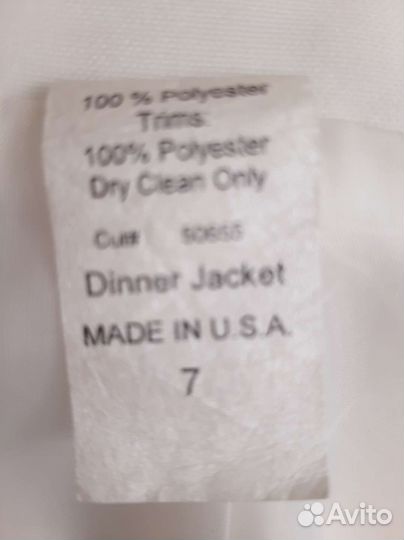 100 % Polyester
Trims:
100% Polyester
Dry Clean Only
Cut#
Dinner Jacket
MADE IN U.S.A.
7
Avito